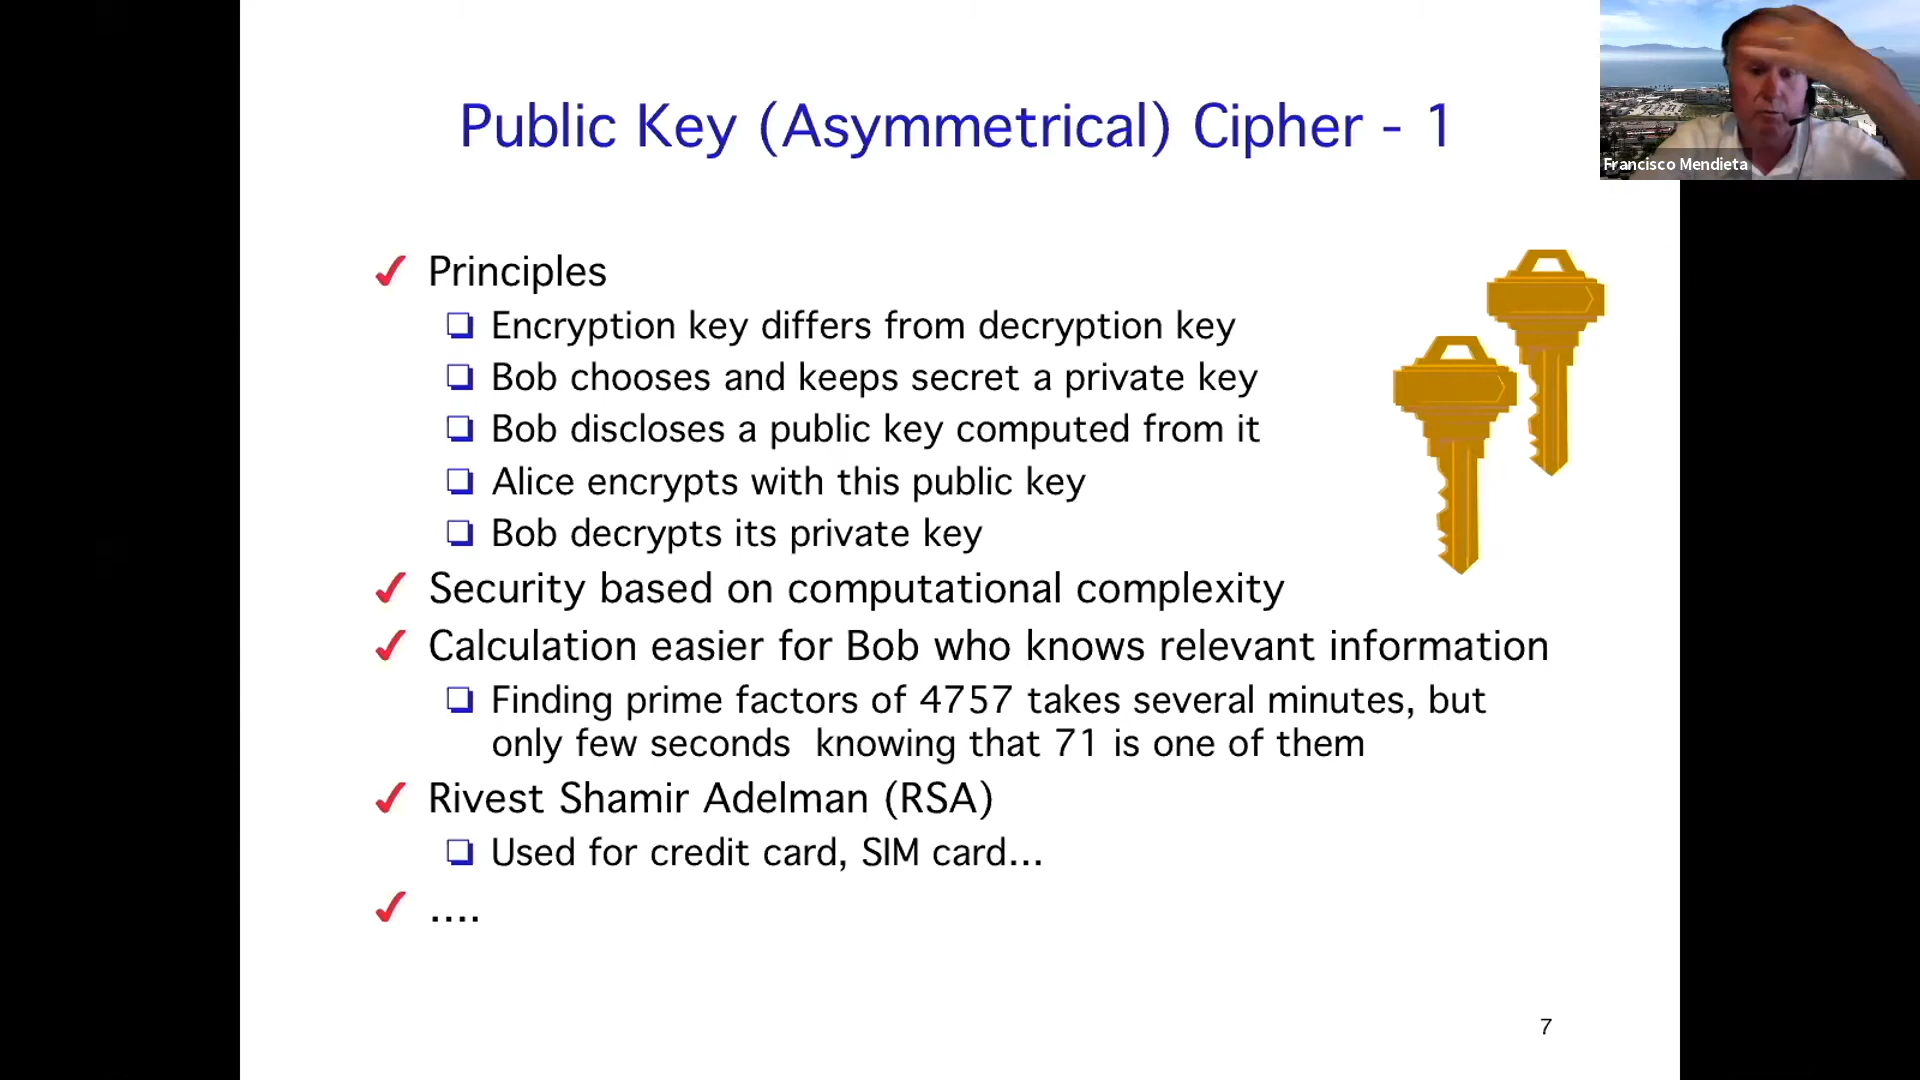 Public Key (Asymmetrical) Cipher - 1
Francisco Mendieta
Principles
Encryption key differs from decryption key
Bob chooses and keeps secret a private key
Bob discloses a public key computed from it
Alice encrypts with this public key
Bob decrypts its private key
Security based on computational complexity
Calculation easier for Bob who knows relevant information
Finding prime factors of 4757 takes several minutes, but
only few seconds knowing that 71 is one of them
Rivest Shamir Adelman (RSA)
Used for credit card, SIM card...
....
7